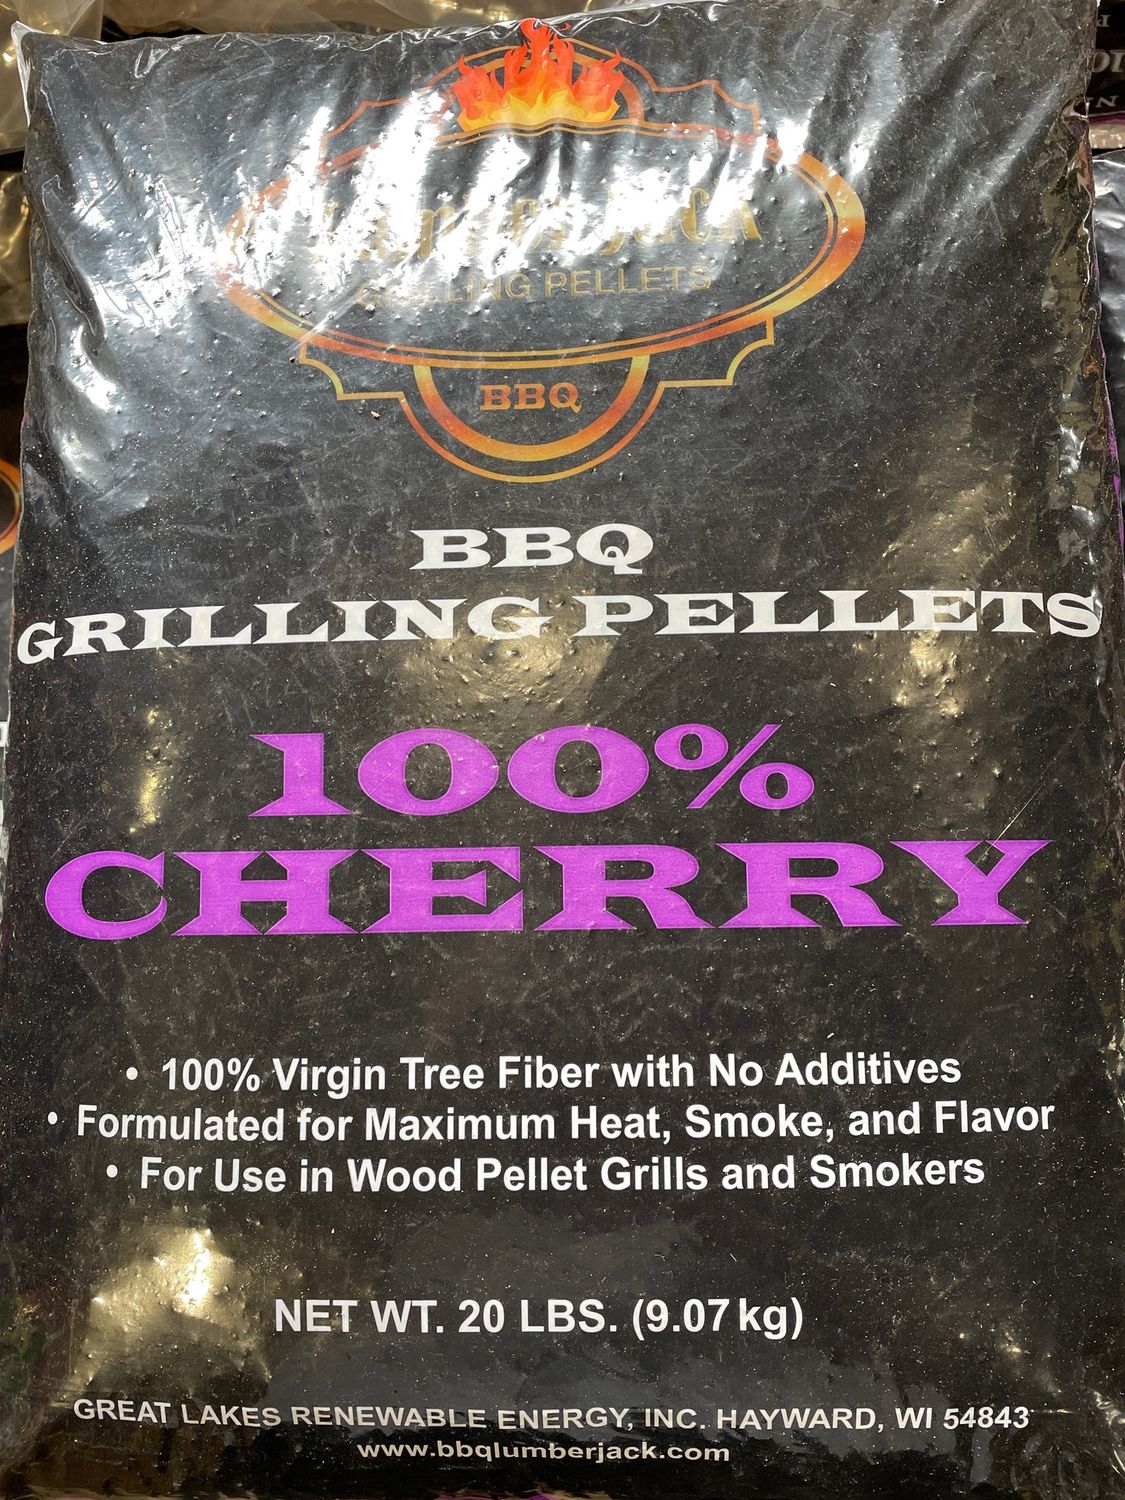 Lumber Jack
GRILLING PELLETS
BBQ
BBQ
GRILLING PELLETS
100%
CHERRY
• 100% Virgin Tree Fiber with No Additives
• Formulated for Maximum Heat, Smoke, and Flavor
• For Use in Wood Pellet Grills and Smokers
NET WT. 20 LBS. (9.07 kg)
GREAT LAKES RENEWABLE ENERGY, INC. HAYWARD, WI 54843
www.bbqlumberjack.com